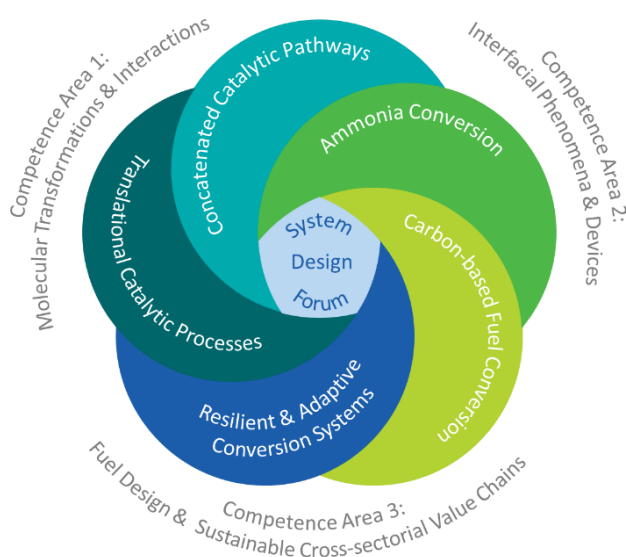 Competence Area 1:
Molecular Transformations & Interactions
Competence Area 2:
Interfacial Phenomena & Devices
Concatenated Catalytic Pathways
Ammonia Conversion
Translational Catalytic Processes
System
Design
Forum
Carbon-based Fuel Conversion
Resilient & Adaptive
Conversion Systems
Competence Area 3:
Fuel Design & Sustainable Cross-sectorial Value Chains